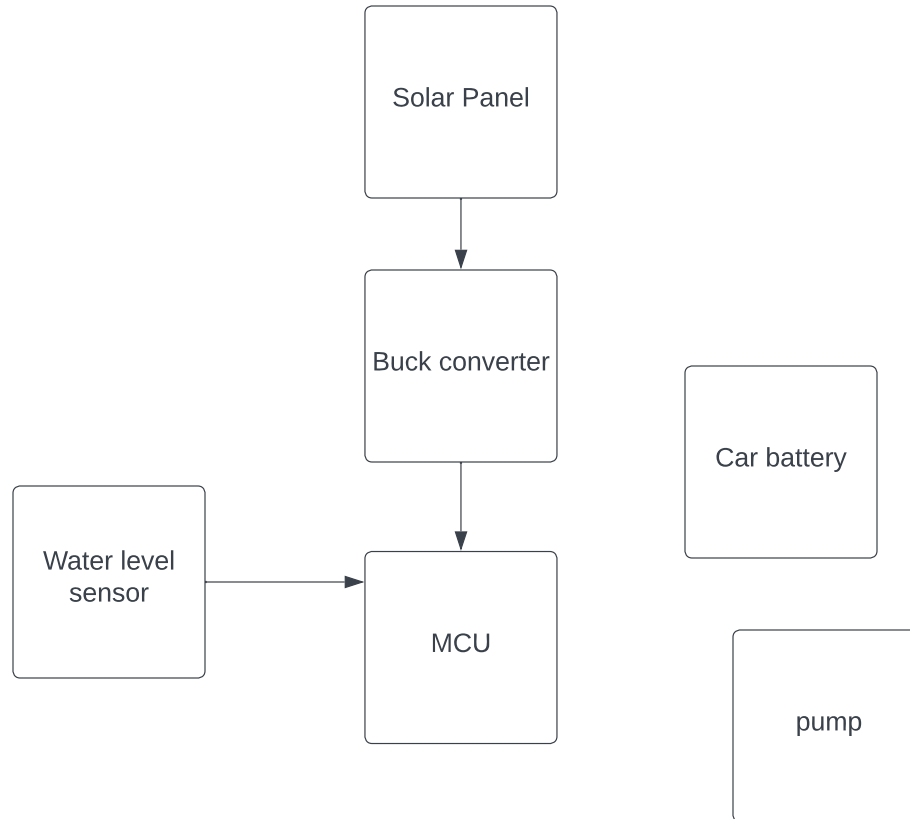 Solar Panel
Buck converter
Car battery
Water level
sensor
MCU
pump